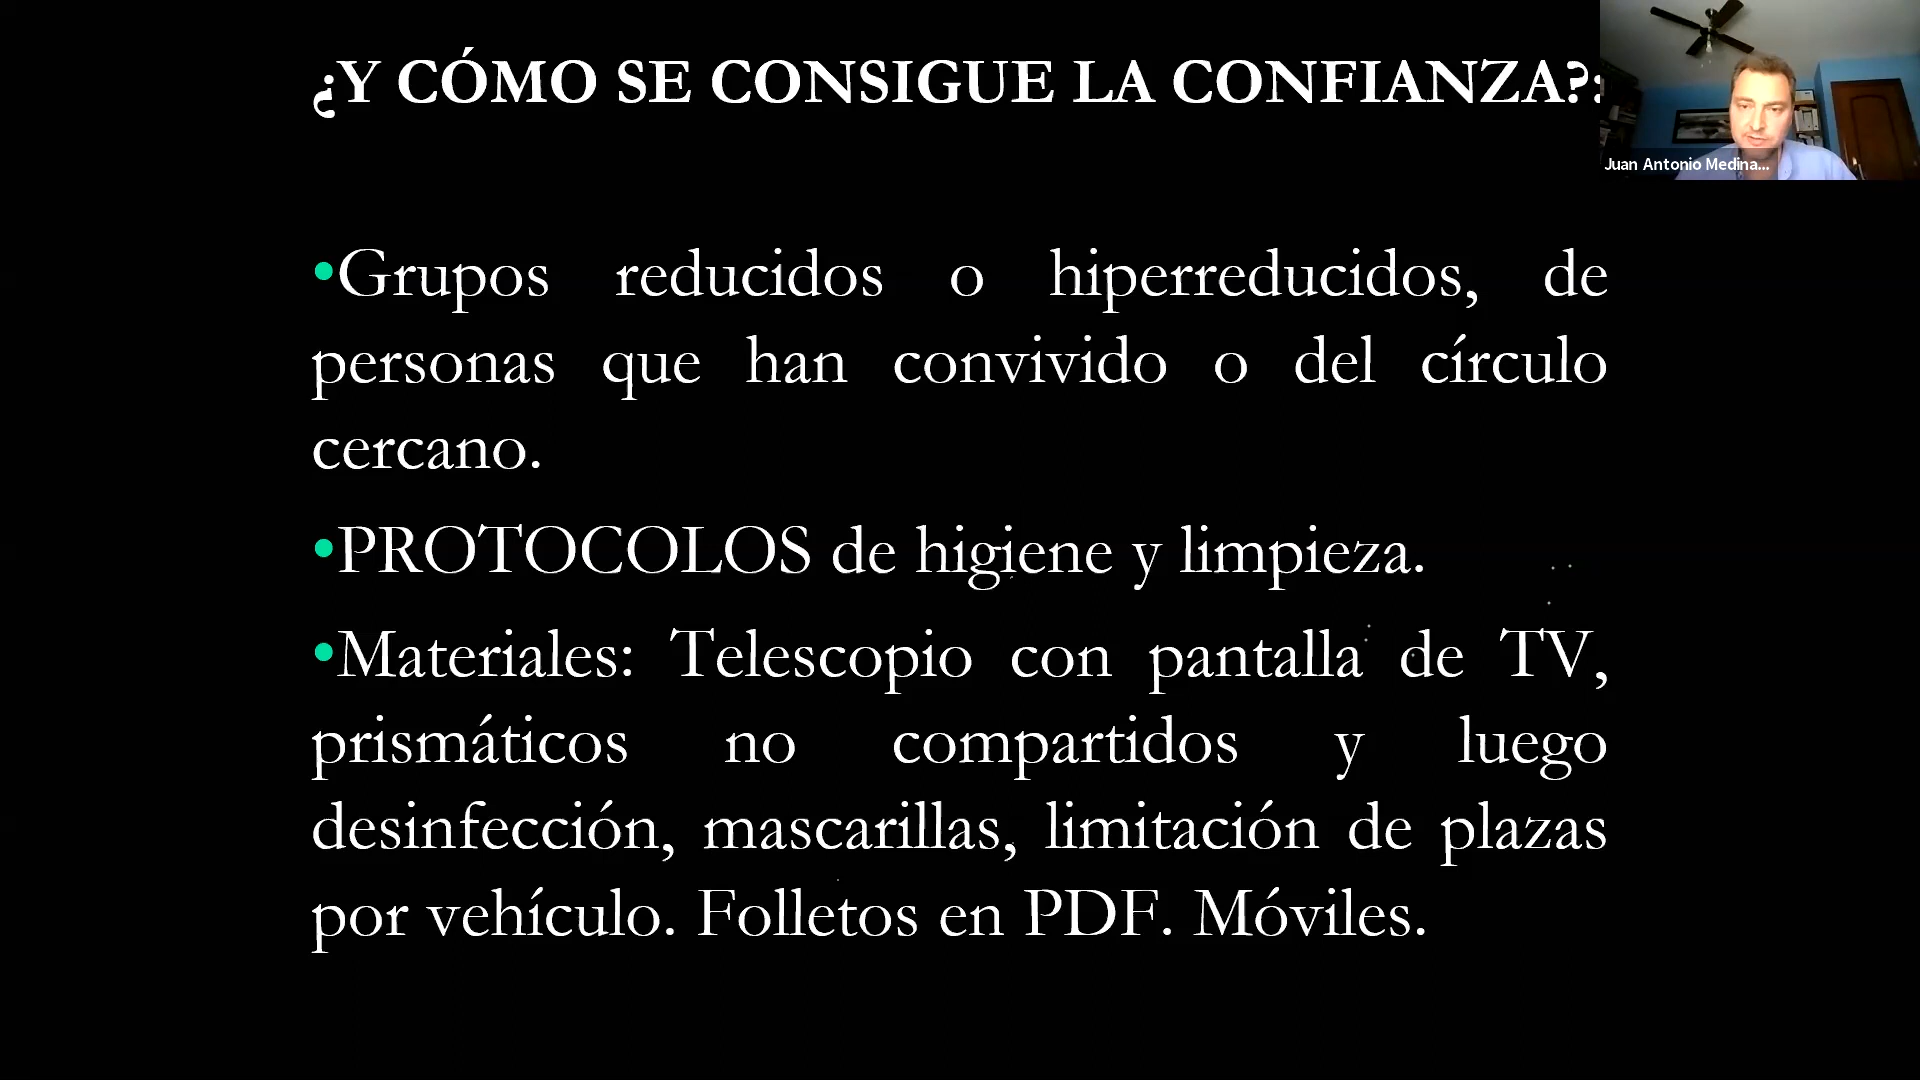 ¿Y CÓMO SE CONSIGUE LA CONFIANZA?:
Juan Antonio Medina...
•Grupos reducidos o hiperreducidos, de
personas que han convivido o del círculo
cercano.
•PROTOCOLOS de higiene y limpieza.
•Materiales: Telescopio con pantalla de TV,
prismáticos no compartidos y luego
desinfección, mascarillas, limitación de plazas
por vehículo. Folletos en PDF. Móviles.